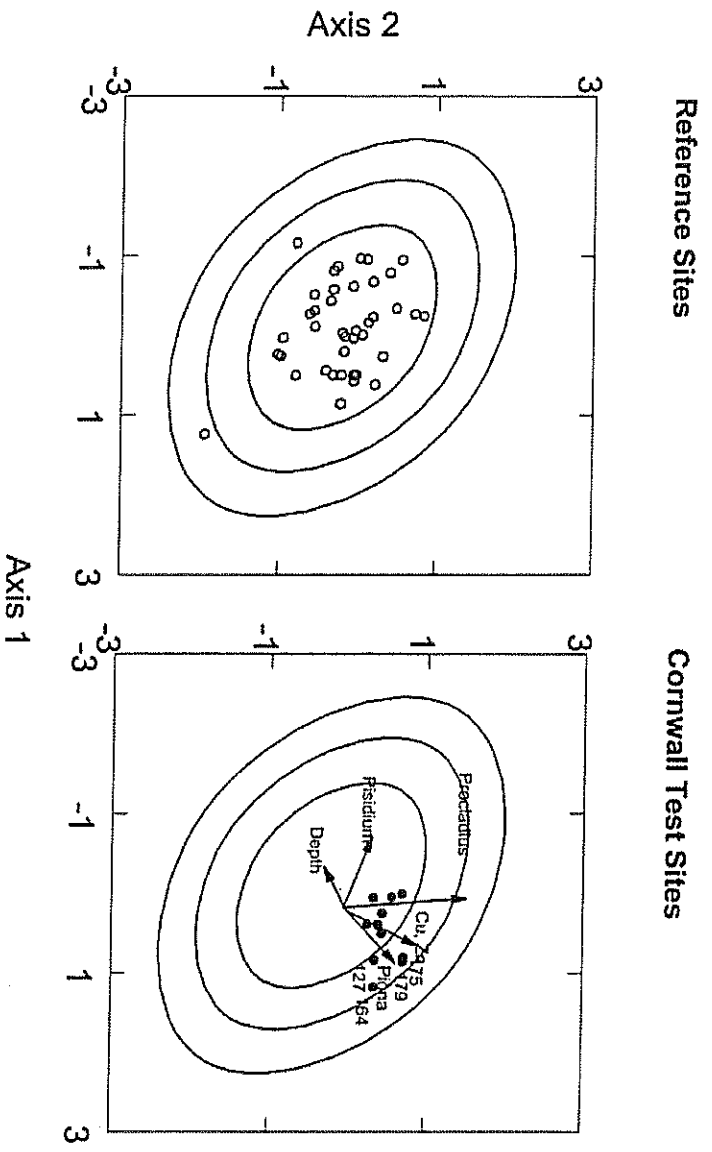 Reference Sites
Axis 2
3
1
-1
-3
-3
-1
1
3
Cornwall Test Sites
3
1
-1
-3
-3
-1
1
3
Procladius
Pisidium
Depth
Cu,
75
179
Piona
127 164
Axis 1